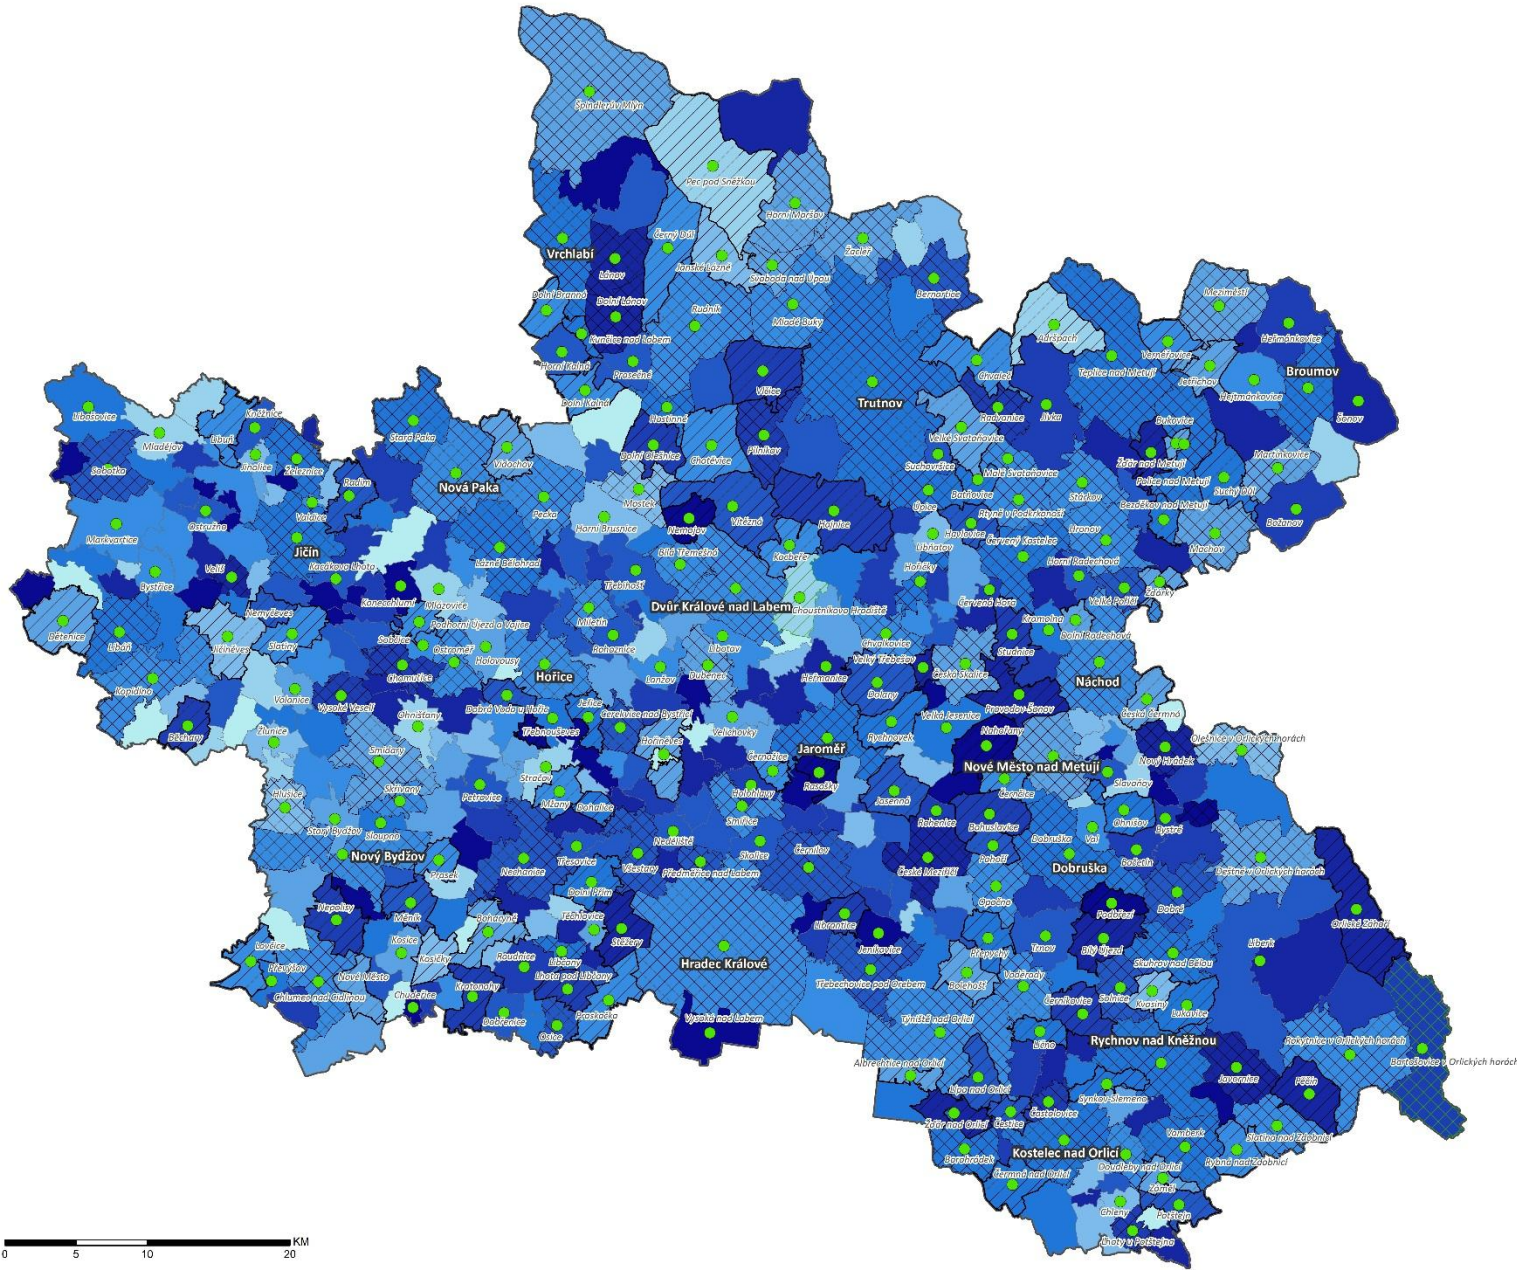 Špindlerův Mlýn
Pec pod Sněžkou
Horní Maršov
Černý Důl
Žacléř
Vrchlabí
Lánov
Janské Lázně
Svoboda nad Úpou
Bernartice
Dolní Branná
Dolní Lánov
Rudník
Mladé Buky
Meziměstí
Adršpach
Heřmánkovice
Kunčice nad Labem
Vernéřovice
Horní Kalná
Prosečné
Chvaleč
Teplice nad Metují
Jetřichov
Broumov
Vlčice
Hejtmánkovice
Dolní Kalná
Trutnov
Šonov
Libošovice
Kněžnice
Hostinné
Radvanice
Jívka
Bukovice
Stará Paka
Velké Svatoňovice
Mladějov
Libuň
Chotěvice
Pilníkov
Dolní Olešnice
Vidochov
Jinolice
Železnice
Suchovršice
Žďár nad Metují
Martínkovice
Sobotka
Malé Svatoňovice
Police nad Metují
Suchý Důl
Nová Paka
Radim
Batňovice
Stárkov
Mostek
Valdice
Úpice
Rtyně v Podkrkonoší
Bezděkov nad Metují
Božanov
Pecka
Vítězná
Ostružno
Horní Brusnice
Nemojov
Hajnice
Hronov
Markvartice
Havlovice
Machov
Jičín
Libňatov
Červený Kostelec
Bílá Třemešná
Kocbeře
Lázně Bělohrad
Kacákova Lhota
Hořičky
Horní Radechová
Veliš
Třebihošť
Bystřice
Konecchlumí
Mlázovice
Červená Hora
Velké Poříčí
Žďárky
Dvůr Králové nad Labem
Choustníkovo Hradiště
Nemyčeves
Miletín
Podhorní Újezd a Vojice
Kramolna
Dětenice
Dolní Radechová
Sobčice
Rohoznice
Chvalkovice
Studnice
Libáň
Jičíněves
Slatiny
Ostroměř
Holovousy
Libotov
Velký Třebešov
Hořice
Lanžov
Dubenec
Heřmanice
Česká Skalice
Chomutice
Náchod
Kopidlno
Dolany
Volanice
Vysoké Veselí
Dobrá Voda u Hořic
Jeřice
Provodov-Šonov
Česká Čermná
Ohnišťany
Cerekvice nad Bystřicí
Velká Jesenice
Běchary
Žlunice
Třebnouševes
Velichovky
Rychnovek
Nahořany
Smidary
Hořiněves
Jaroměř
Olešnice v Orlických horách
Nový Hrádek
Černožice
Nové Město nad Metují
Stračov
Rasošky
Slavoňov
Skřivany
Petrovice
Holohlavy
Černčice
Hlušice
Mžany
Dohalice
Jasenná
Smiřice
Rohenice
Bohuslavice
Ohnišov
Starý Bydžov
Sloupno
Bystré
Neděliště
Dobruška
Val
Skalice
Nový Bydžov
Třesovice
Pohoří
Bačetín
Prasek
Nechanice
Všestary
Předměřice nad Labem
Černilov
České Meziříčí
Dobruška
Deštné v Orlických horách
Dolní Přím
Opočno
Nepolisy
Měník
Těchlovice
Librantice
Podbřezí
Dobré
Orlické Záhoří
Boharyně
Stěžery
Jeníkovice
Kosice
Trnov
Bílý Újezd
Liberk
Lovčice
Kosičky
Roudnice
Libčany
Hradec Králové
Přepychy
Skuhrov nad Bělou
Převýšov
Nové Město
Lhota pod Libčany
Třebechovice pod Orebem
Voděrady
Chlumec nad Cidlinou
Chudeřice
Kratonohy
Bolehošť
Solnice
Kvasiny
Černíkovice
Lukavice
Praskačka
Dobřenice
Vysoká nad Labem
Týniště nad Orlicí
Osice
Lično
Rychnov nad Kněžnou
Rokytnice v Orlických horách
Albrechtice nad Orlicí
Bartošovice v Orlických horách
Lípa nad Orlicí
Javornice
Pěčín
Synkov-Slemeno
Častolovice
Žďár nad Orlicí
Čestice
Slatina nad Zdobnicí
Vamberk
Kostelec nad Orlicí
Borohrádek
Rybná nad Zdobnicí
Doudleby nad Orlicí
Čermná nad Orlicí
Záměl
Chleny
Potštejn
Lhoty u Potštejna
KM
0 5 10 20